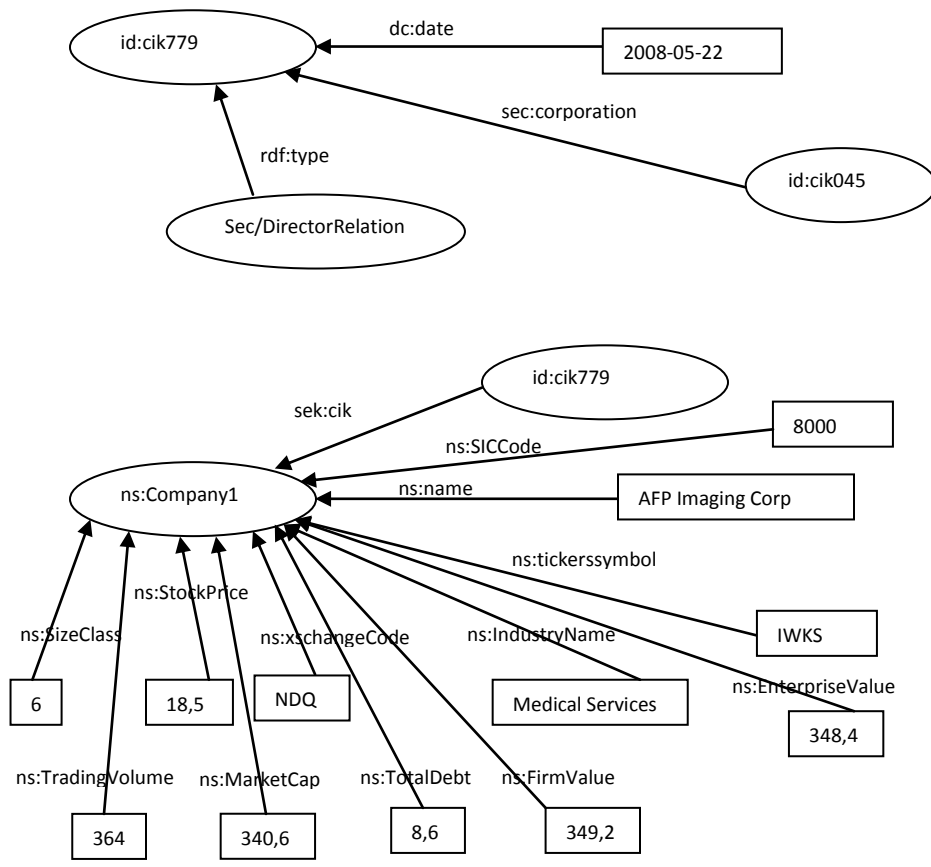 id:cik779
dc:date
2008-05-22
sec:corporation
rdf:type
id:cik045
Sec/DirectorRelation
id:cik779
sek:cik
8000
ns:SICCode
ns:Company1
ns:name
AFP Imaging Corp
ns:tickerssymbol
ns:StockPrice
ns:SizeClass
ns:xschangeCode
ns:IndustryName
IWKS
ns:EnterpriseValue
6
18,5
NDQ
Medical Services
348,4
ns:TradingVolume
ns:MarketCap
ns:TotalDebt
ns:FirmValue
364
340,6
8,6
349,2